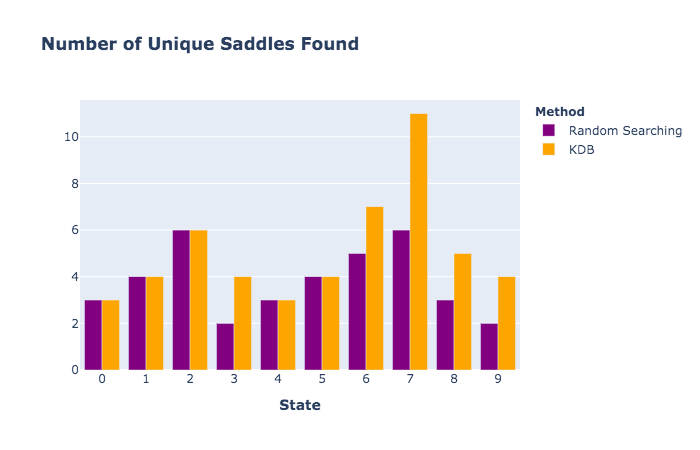 Number of Unique Saddles Found
Method
Random Searching
KDB
10
8
6
4
2
0
0 1 2 3 4 5 6 7 8 9
State